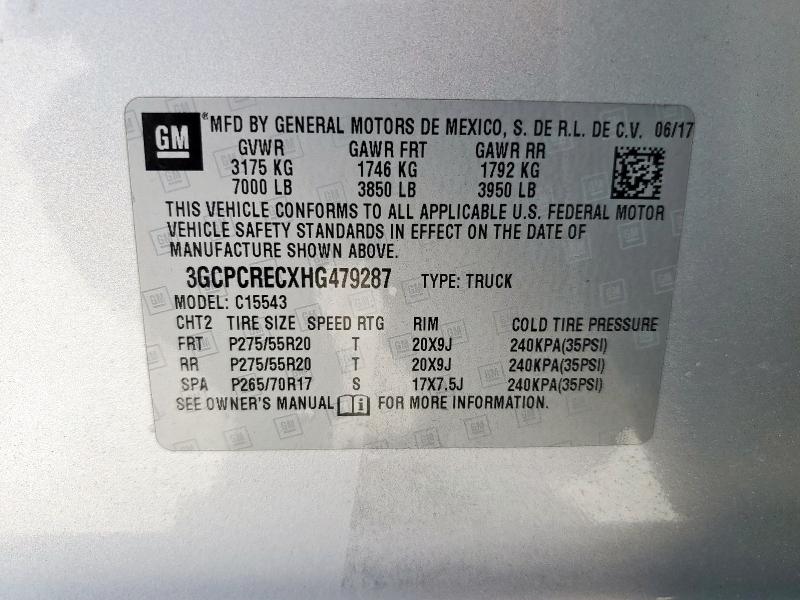 GM ®MFD BY GENERAL MOTORS DE MEXICO, S. DE R.L. DE C.V. 06/17
GVWR GAWR FRT GAWR RR
3175 KG 1746 KG 1792 KG
7000 LB 3850 LB 3950 LB
THIS VEHICLE CONFORMS TO ALL APPLICABLE U.S. FEDERAL MOTOR
VEHICLE SAFETY STANDARDS IN EFFECT ON THE DATE OF
MANUFACTURE SHOWN ABOVE.
3GCPCRECXHG479287 TYPE: TRUCK
MODEL: C15543
CHT2 TIRE SIZE SPEED RTG RIM COLD TIRE PRESSURE
FRT P275/55R20 T 20X9J 240KPA(35PSI)
RR P275/55R20 T 20X9J 240KPA(35PSI)
SPA P265/70R17 S 17X7.5J 240KPA(35PSI)
SEE OWNER'S MANUAL i FOR MORE INFORMATION.